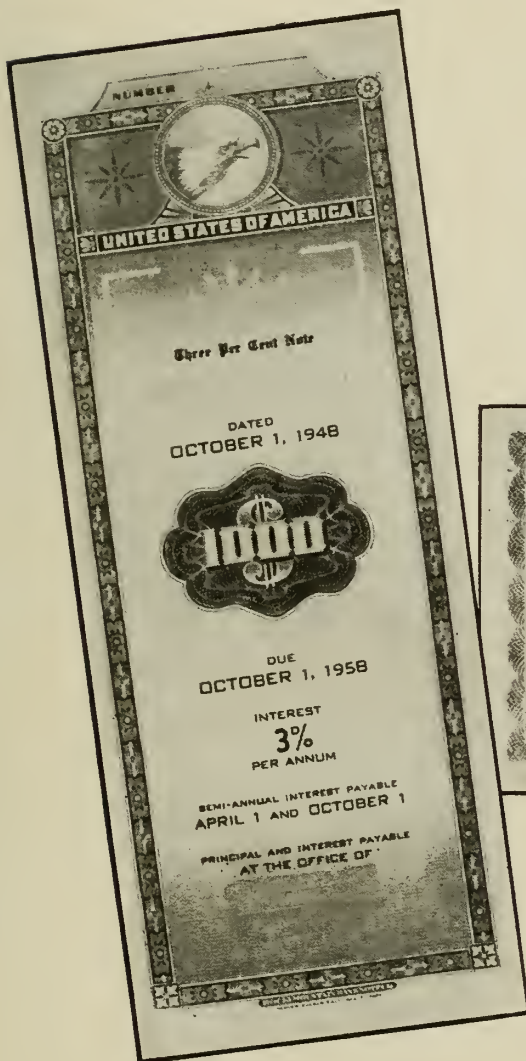 NUMBER
UNITED STATES OF AMERICA
Three Per Cent Note
DATED
OCTOBER 1, 1948
$
1000
DUE
OCTOBER 1, 1958
INTEREST
3%
PER ANNUM
SEMI-ANNUAL INTEREST PAYABLE
APRIL 1 AND OCTOBER 1
PRINCIPAL AND INTEREST PAYABLE
AT THE OFFICE OF